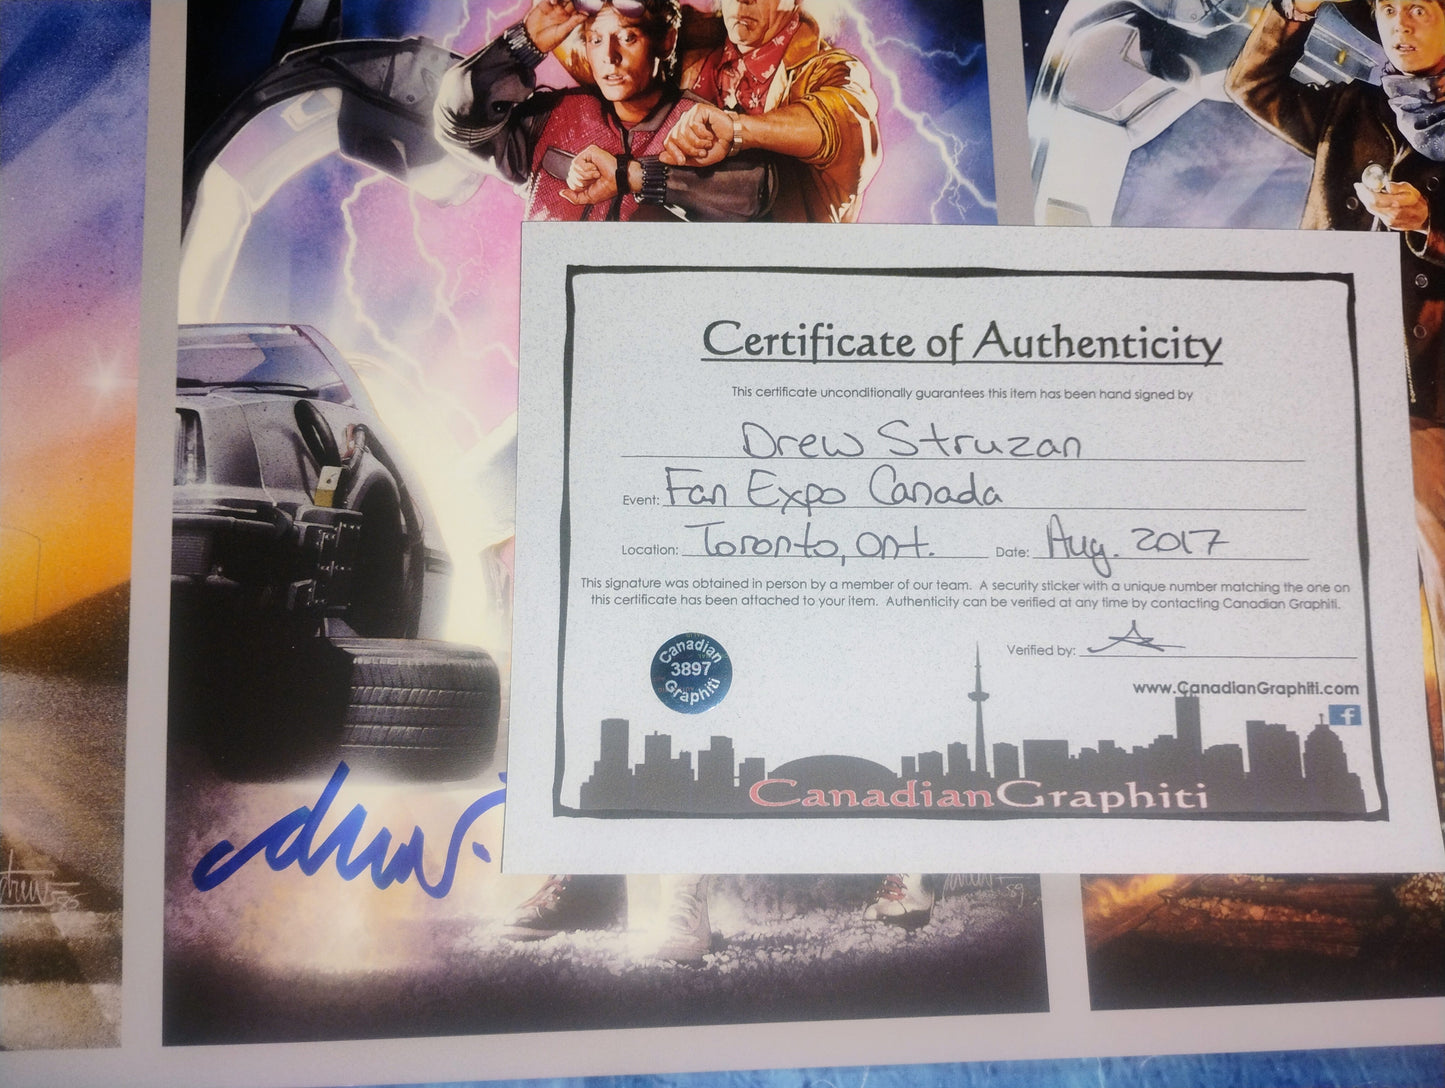 Certificate of Authenticity
This certificate unconditionally guarantees this item has been hand signed by
Drew Struzan
Event: Fan Expo Canada
Location: Toronto, Ont. Date: Aug. 2017
This signature was obtained in person by a member of our team. A security sticker with a unique number matching the one on
this certificate has been attached to your item. Authenticity can be verified at any time by contacting Canadian Graphiti.
Verified by:
Canadian
3897
Graphiti
www.CanadianGraphiti.com
f
CanadianGraphiti
drew
drew
drew